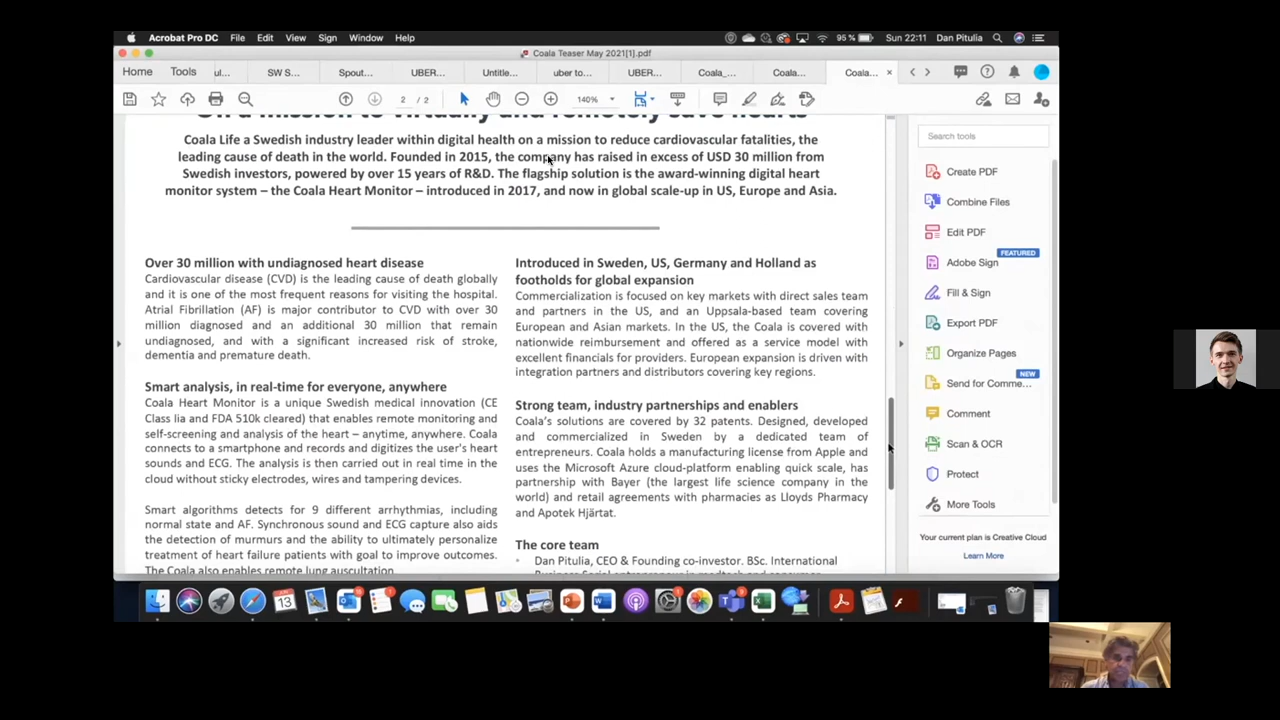 Acrobat Pro DC File Edit View Sign Window Help 95 % Sun 22:11 Dan Pitulia
Coala Teaser May 2021[1].pdf
Home Tools ul... SW S... Spout... UBER... Untitle... uber to... UBER... Coala_... Coala... Coala... ×
2 / 2 140%
On a mission to virtually and remotely save hearts
Coala Life a Swedish industry leader within digital health on a mission to reduce cardiovascular fatalities, the
leading cause of death in the world. Founded in 2015, the company has raised in excess of USD 30 million from
Swedish investors, powered by over 15 years of R&D. The flagship solution is the award-winning digital heart
monitor system – the Coala Heart Monitor – introduced in 2017, and now in global scale-up in US, Europe and Asia.
Over 30 million with undiagnosed heart disease
Cardiovascular disease (CVD) is the leading cause of death globally
and it is one of the most frequent reasons for visiting the hospital.
Atrial Fibrillation (AF) is major contributor to CVD with over 30
million diagnosed and an additional 30 million that remain
undiagnosed, and with a significant increased risk of stroke,
dementia and premature death.
Smart analysis, in real-time for everyone, anywhere
Coala Heart Monitor is a unique Swedish medical innovation (CE
Class Iia and FDA 510k cleared) that enables remote monitoring and
self-screening and analysis of the heart – anytime, anywhere. Coala
connects to a smartphone and records and digitizes the user's heart
sounds and ECG. The analysis is then carried out in real time in the
cloud without sticky electrodes, wires and tampering devices.
Smart algorithms detects for 9 different arrhythmias, including
normal state and AF. Synchronous sound and ECG capture also aids
the detection of murmurs and the ability to ultimately personalize
treatment of heart failure patients with goal to improve outcomes.
The Coala also enables remote lung auscultation.
Introduced in Sweden, US, Germany and Holland as
footholds for global expansion
Commercialization is focused on key markets with direct sales team
and partners in the US, and an Uppsala-based team covering
European and Asian markets. In the US, the Coala is covered with
nationwide reimbursement and offered as a service model with
excellent financials for providers. European expansion is driven with
integration partners and distributors covering key regions.
Strong team, industry partnerships and enablers
Coala's solutions are covered by 32 patents. Designed, developed
and commercialized in Sweden by a dedicated team of
entrepreneurs. Coala holds a manufacturing license from Apple and
uses the Microsoft Azure cloud-platform enabling quick scale, has
partnership with Bayer (the largest life science company in the
world) and retail agreements with pharmacies as Lloyds Pharmacy
and Apotek Hjärtat.
The core team
Dan Pitulia, CEO & Founding co-investor. BSc. International
Business Social entrepreneur in medtech and consumer
Search tools
Create PDF
Combine Files
Edit PDF
FEATURED
Adobe Sign
Fill & Sign
Export PDF
Organize Pages
NEW
Send for Comme...
Comment
Scan & OCR
Protect
More Tools
Your current plan is Creative Cloud
Learn More
13